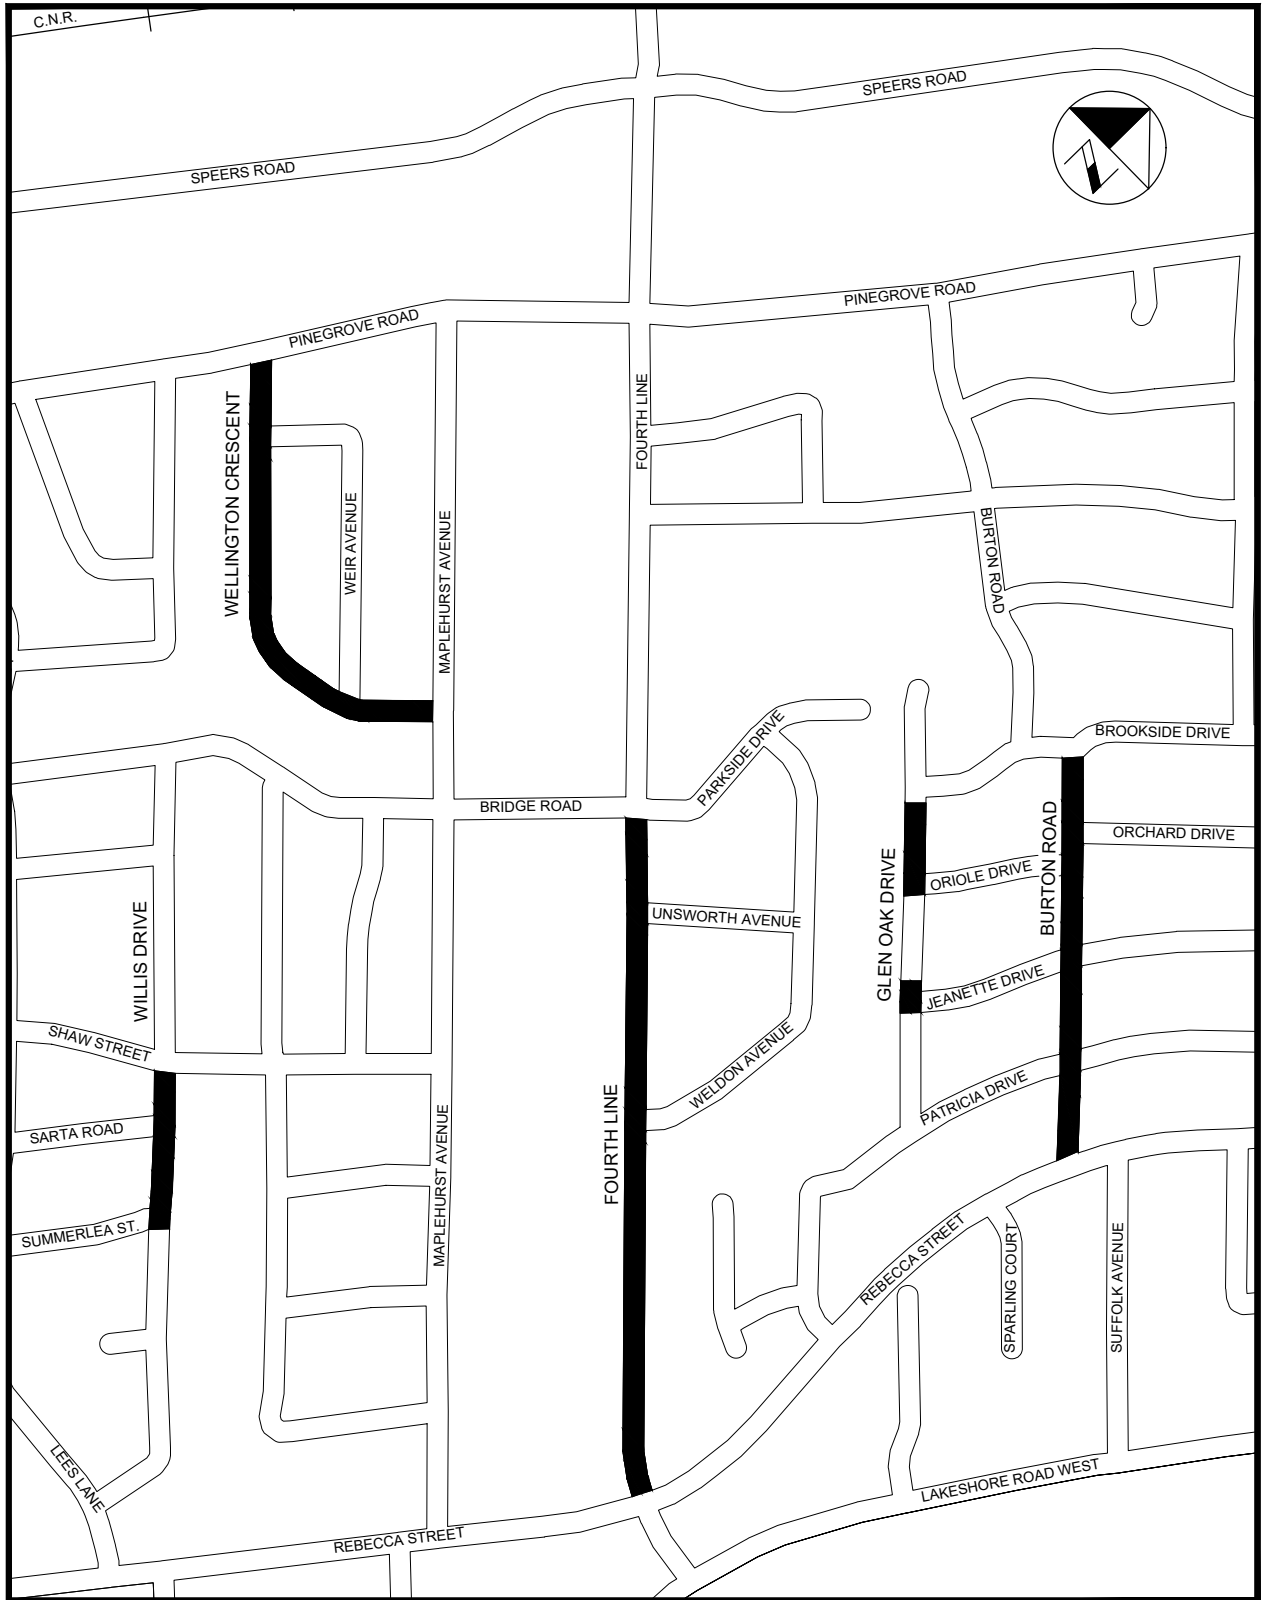 C.N.R.
SPEERS ROAD
SPEERS ROAD
PINEGROVE ROAD
PINEGROVE ROAD
WELLINGTON CRESCENT
FOURTH LINE
WEIR AVENUE
MAPLEHURST AVENUE
BURTON ROAD
PARKSIDE DRIVE
BROOKSIDE DRIVE
BRIDGE ROAD
BURTON ROAD
ORCHARD DRIVE
GLEN OAK DRIVE
ORIOLE DRIVE
WILLIS DRIVE
UNSWORTH AVENUE
JEANETTE DRIVE
SHAW STREET
WELDON AVENUE
PATRICIA DRIVE
SARTA ROAD
FOURTH LINE
MAPLEHURST AVENUE
SUMMERLEA ST.
REBECCA STREET
SPARLING COURT
SUFFOLK AVENUE
LEES LANE
LAKESHORE ROAD WEST
REBECCA STREET